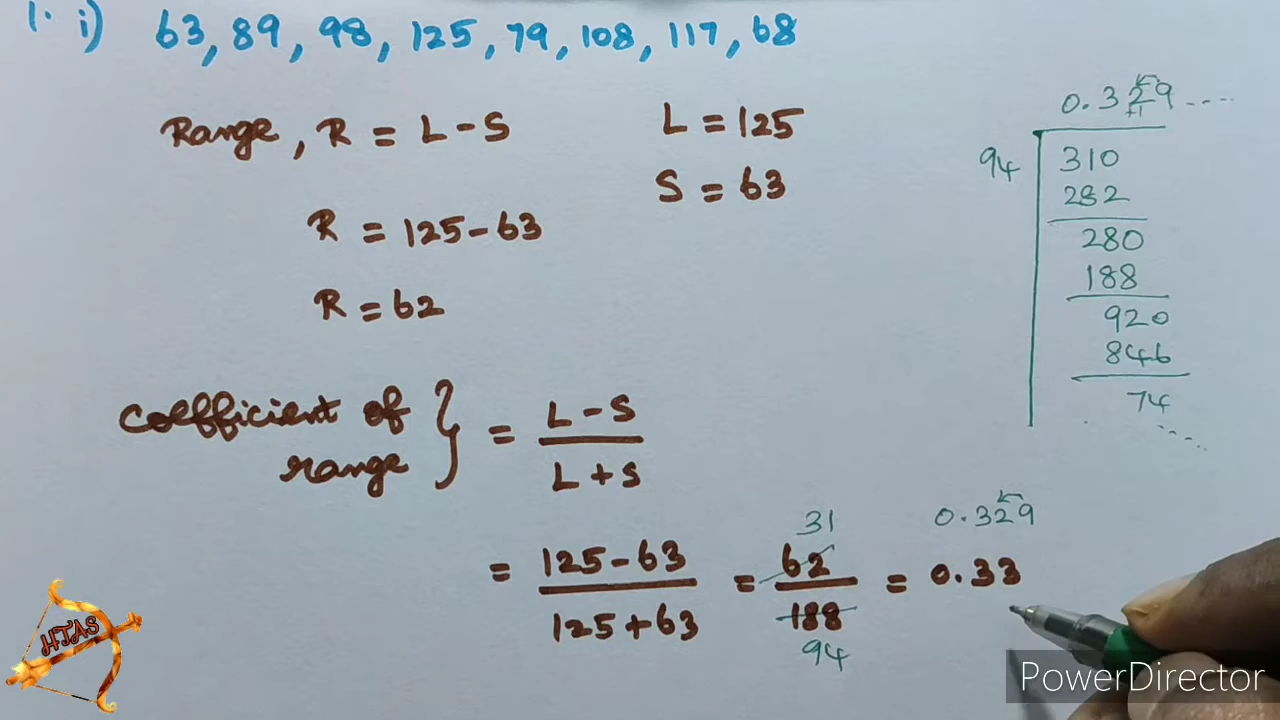 1. i) 63, 89, 98, 125, 79, 108, 117, 68
Range, R = L - S
L = 125
S = 63
R = 125 - 63
R = 62
0.329 ....
+1
94
310
282
280
188
920
846
74
.....
Coefficient of range } = L - S / L + S
= 125 - 63 / 125 + 63 = 62 / 188 = 0.33
31
94
0.329
HTAS
PowerDirector